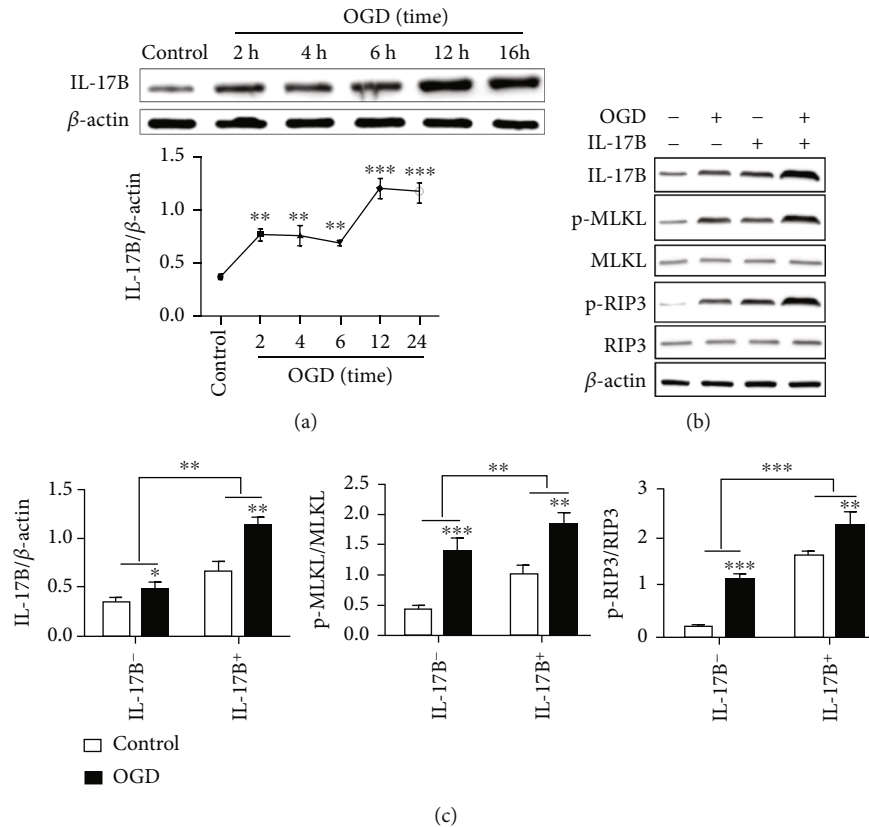 OGD (time)
Control 2 h 4 h 6 h 12 h 16h
IL-17B
β-actin
IL-17B/β-actin
1.5
1.0
0.5
0.0
** ** ** *** ***
Control 2 4 6 12 24
OGD (time)
(a)
OGD − + − +
IL-17B − − + +
IL-17B
p-MLKL
MLKL
p-RIP3
RIP3
β-actin
(b)
IL-17B/β-actin
1.5
1.0
0.5
0.0
**
* **
IL-17B⁻ IL-17B⁺
p-MLKL/MLKL
2.5
2.0
1.5
1.0
0.5
0.0
**
*** **
IL-17B⁻ IL-17B⁺
p-RIP3/RIP3
3
2
1
0
***
*** **
IL-17B⁻ IL-17B⁺
Control
OGD
(c)